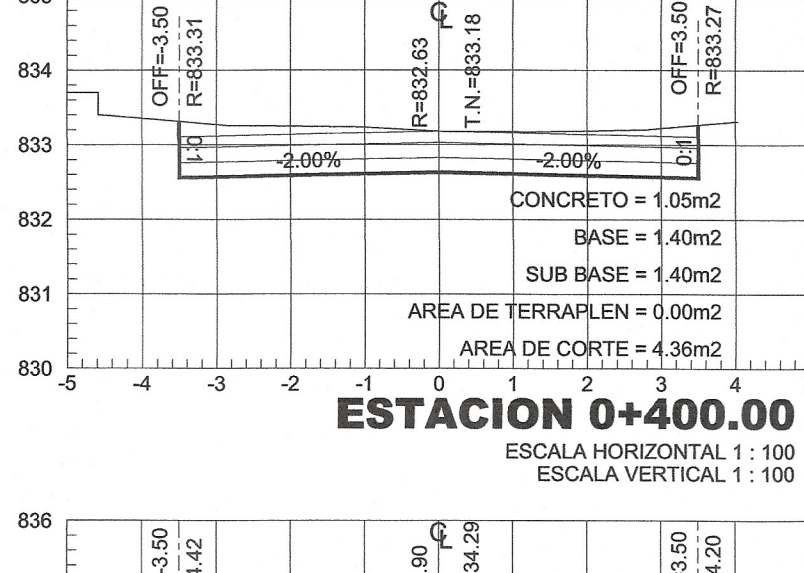 OFF=-3.50
R=833.31
R=832.63
T.N.=833.18
OFF=3.50
R=833.27
℄
834
833
832
831
830
0:1
-2.00%
-2.00%
0:1
CONCRETO = 1.05m2
BASE = 1.40m2
SUB BASE = 1.40m2
AREA DE TERRAPLEN = 0.00m2
AREA DE CORTE = 4.36m2
-5 -4 -3 -2 -1 0 1 2 3 4
ESTACION 0+400.00
ESCALA HORIZONTAL 1 : 100
ESCALA VERTICAL 1 : 100
836
-3.50
4.42
.90
℄
34.29
3.50
4.20